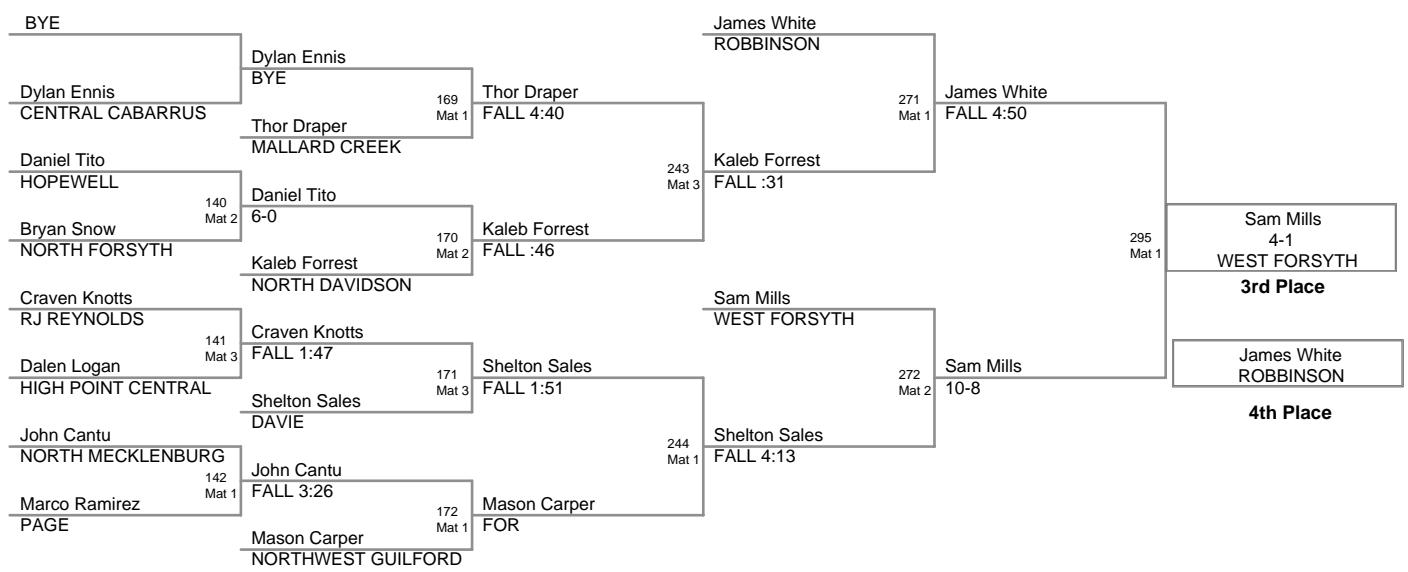 BYE
Dylan Ennis
CENTRAL CABARRUS
Daniel Tito
HOPEWELL
Bryan Snow
NORTH FORSYTH
Craven Knotts
RJ REYNOLDS
Dalen Logan
HIGH POINT CENTRAL
John Cantu
NORTH MECKLENBURG
Marco Ramirez
PAGE
140
Mat 2
141
Mat 3
142
Mat 1
Dylan Ennis
BYE
Thor Draper
MALLARD CREEK
Daniel Tito
6-0
Kaleb Forrest
NORTH DAVIDSON
Craven Knotts
FALL 1:47
Shelton Sales
DAVIE
John Cantu
FALL 3:26
Mason Carper
NORTHWEST GUILFORD
169
Mat 1
170
Mat 2
171
Mat 3
172
Mat 1
Thor Draper
FALL 4:40
Kaleb Forrest
FALL :46
Shelton Sales
FALL 1:51
Mason Carper
FOR
243
Mat 3
244
Mat 1
James White
ROBBINSON
Kaleb Forrest
FALL :31
Sam Mills
WEST FORSYTH
Shelton Sales
FALL 4:13
271
Mat 1
272
Mat 2
James White
FALL 4:50
Sam Mills
10-8
295
Mat 1
Sam Mills
4-1
WEST FORSYTH
3rd Place
James White
ROBBINSON
4th Place